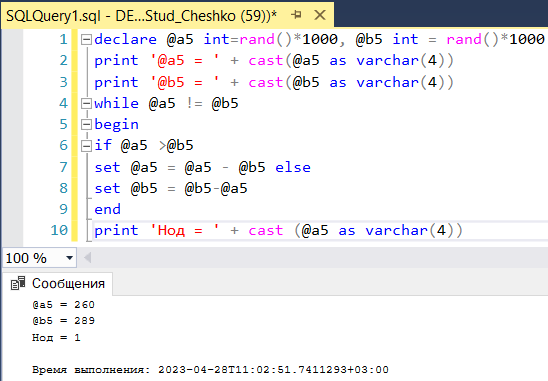 SQLQuery1.sql - DE...Stud_Cheshko (59))*
1 declare @a5 int=rand()*1000, @b5 int = rand()*1000
2 print '@a5 = ' + cast(@a5 as varchar(4))
3 print '@b5 = ' + cast(@b5 as varchar(4))
4 while @a5 != @b5
5 begin
6 if @a5 >@b5
7 set @a5 = @a5 - @b5 else
8 set @b5 = @b5-@a5
9 end
10 print 'Нод = ' + cast (@a5 as varchar(4))
100 %
Сообщения
@a5 = 260
@b5 = 289
Нод = 1
Время выполнения: 2023-04-28T11:02:51.7411293+03:00